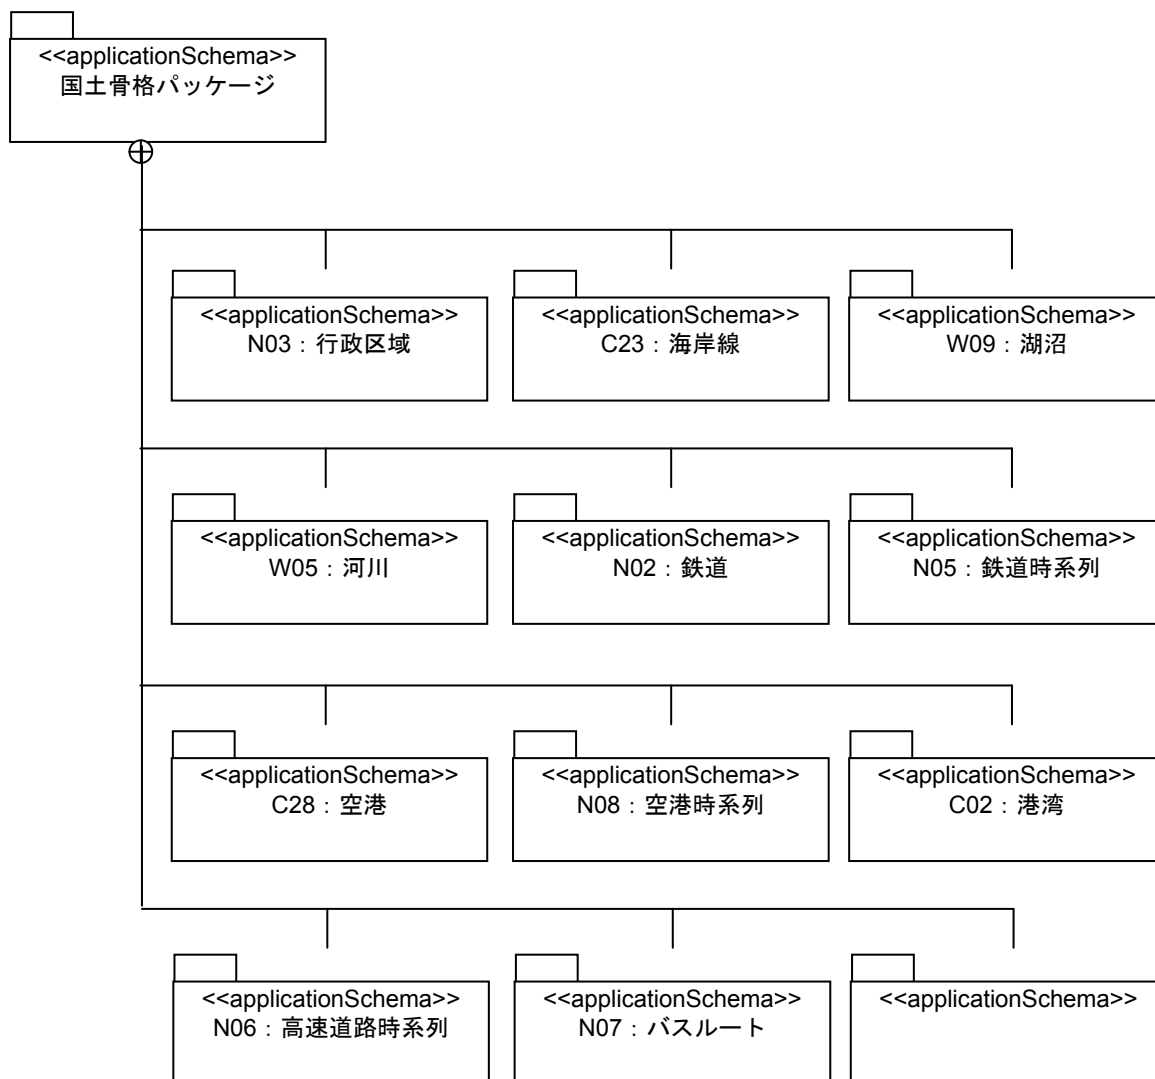 <<applicationSchema>>
国土骨格パッケージ
<<applicationSchema>>
N03：行政区域
<<applicationSchema>>
C23：海岸線
<<applicationSchema>>
W09：湖沼
<<applicationSchema>>
W05：河川
<<applicationSchema>>
N02：鉄道
<<applicationSchema>>
N05：鉄道時系列
<<applicationSchema>>
C28：空港
<<applicationSchema>>
N08：空港時系列
<<applicationSchema>>
C02：港湾
<<applicationSchema>>
N06：高速道路時系列
<<applicationSchema>>
N07：バスルート
<<applicationSchema>>